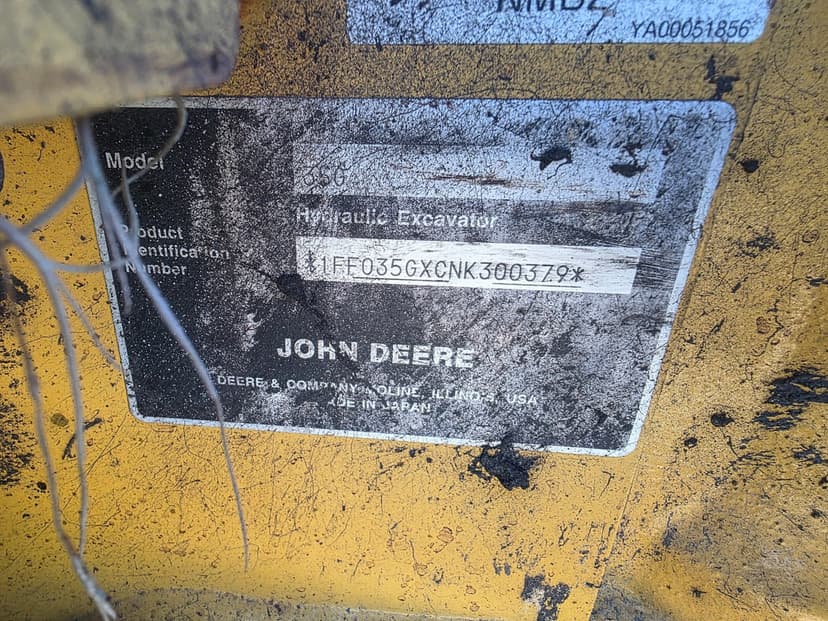 YA00051856
Model
35G
Hydraulic Excavator
Product
Identification
Number
*1FF035GXCNK300379*
JOHN DEERE
DEERE & COMPANY MOLINE, ILLINOIS, USA
MADE IN JAPAN